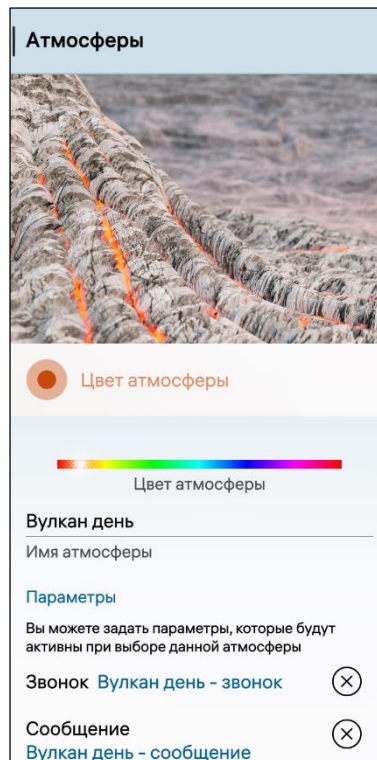 Атмосферы
Цвет атмосферы
Цвет атмосферы
Вулкан день
Имя атмосферы
Параметры
Вы можете задать параметры, которые будут
активны при выборе данной атмосферы
Звонок Вулкан день - звонок
Сообщение
Вулкан день - сообщение